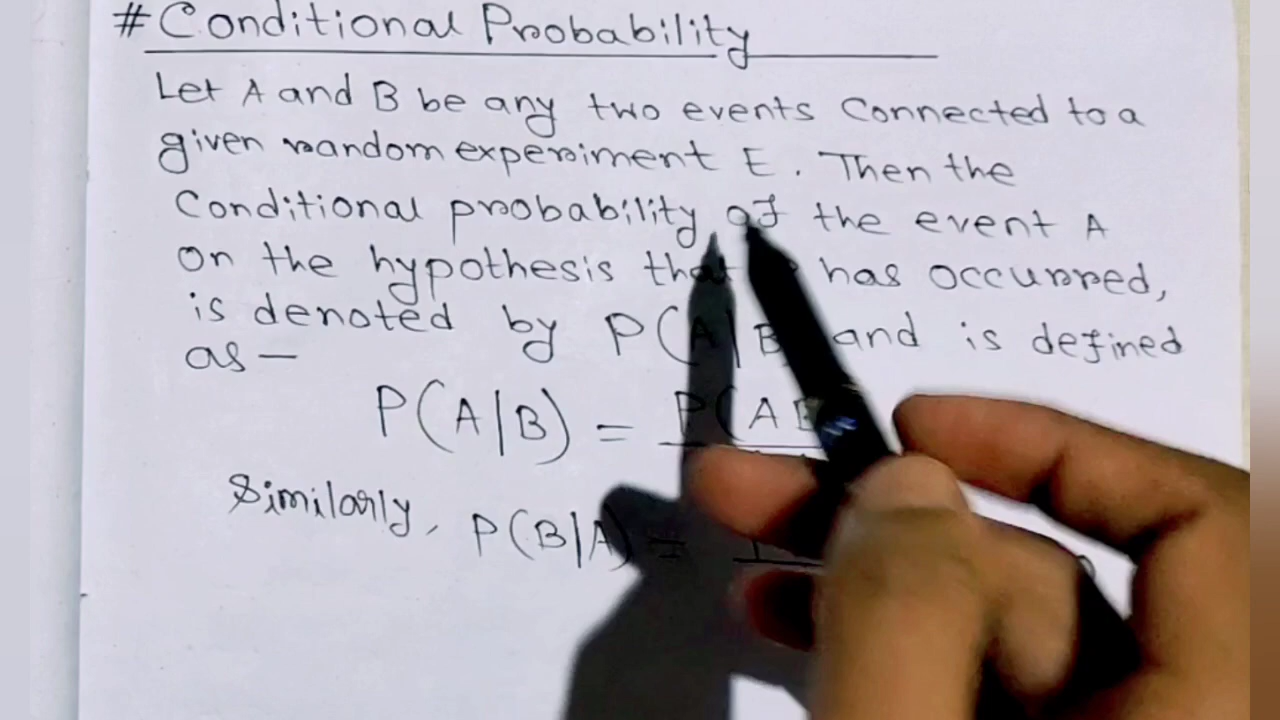 # Conditional Probability
Let A and B be any two events Connected to a
given random experiment E. Then the
Conditional probability of the event A
on the hypothesis that has occurred,
is denoted by P(A|B) and is defined
as —
P(A|B) = P(AB
Similarly, P(B|A) =